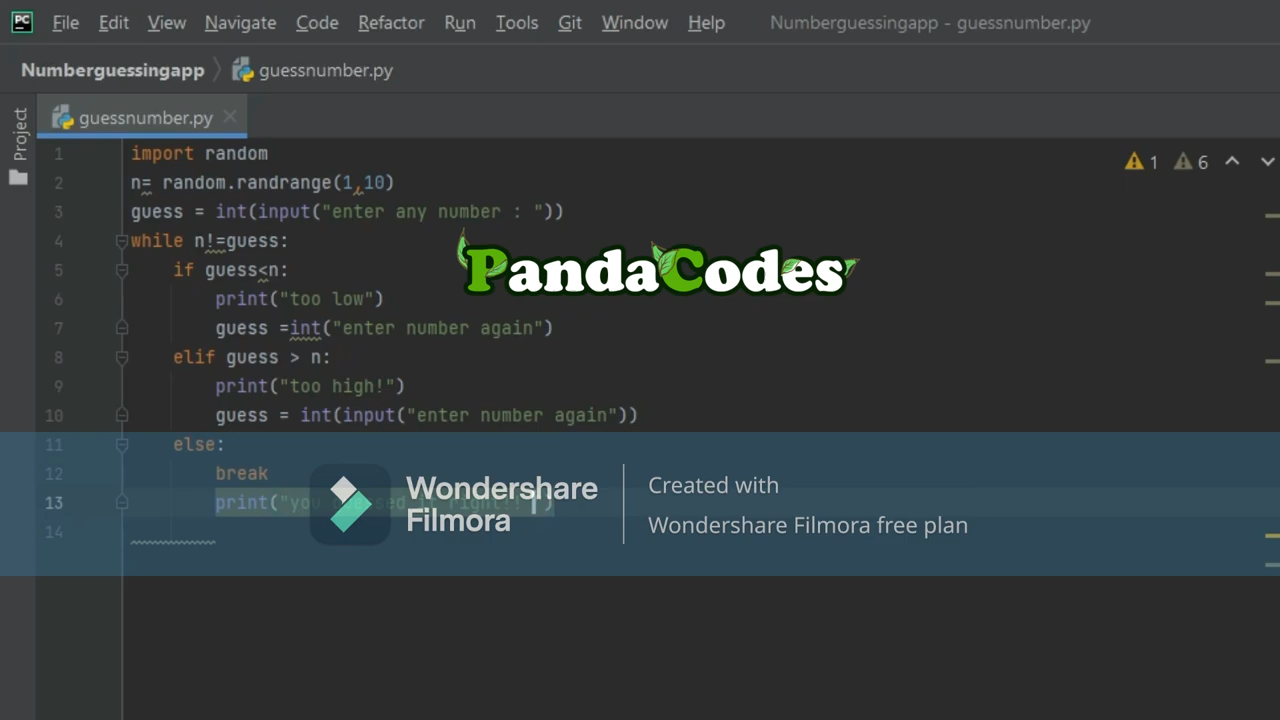 PC File Edit View Navigate Code Refactor Run Tools Git Window Help Numberguessingapp - guessnumber.py
Numberguessingapp guessnumber.py
Project
guessnumber.py
1 6
1 import random
2 n= random.randrange(1,10)
3 guess = int(input("enter any number : "))
4 while n!=guess:
5 if guess<n:
6 print("too low")
7 guess =int("enter number again")
8 elif guess > n:
9 print("too high!")
10 guess = int(input("enter number again"))
11 else:
12 break
13 print("you
14
PandaCodes
Wondershare
Filmora
Created with
Wondershare Filmora free plan